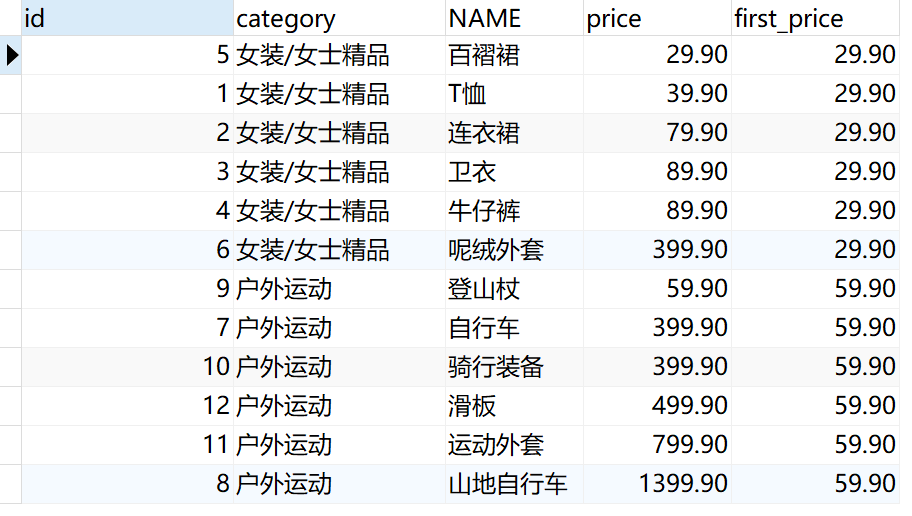 id category NAME price first_price
5 女装/女士精品 百褶裙 29.90 29.90
1 女装/女士精品 T恤 39.90 29.90
2 女装/女士精品 连衣裙 79.90 29.90
3 女装/女士精品 卫衣 89.90 29.90
4 女装/女士精品 牛仔裤 89.90 29.90
6 女装/女士精品 呢绒外套 399.90 29.90
9 户外运动 登山杖 59.90 59.90
7 户外运动 自行车 399.90 59.90
10 户外运动 骑行装备 399.90 59.90
12 户外运动 滑板 499.90 59.90
11 户外运动 运动外套 799.90 59.90
8 户外运动 山地自行车 1399.90 59.90